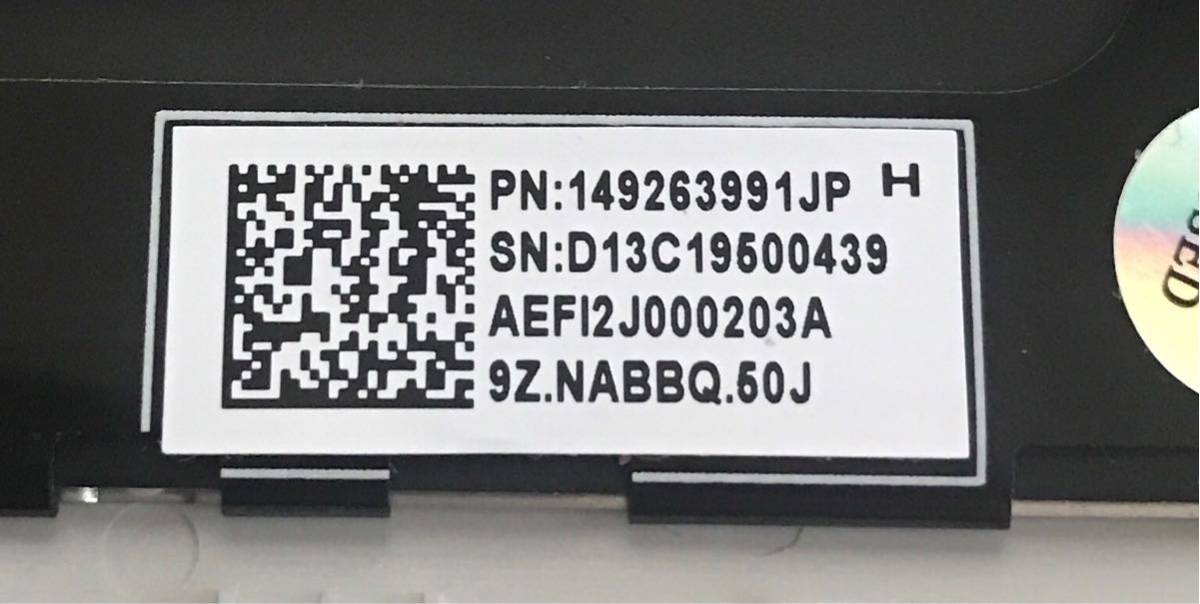 PN:149263991JP H
SN:D13C19500439
AEFI2J000203A
9Z.NABBQ.50J